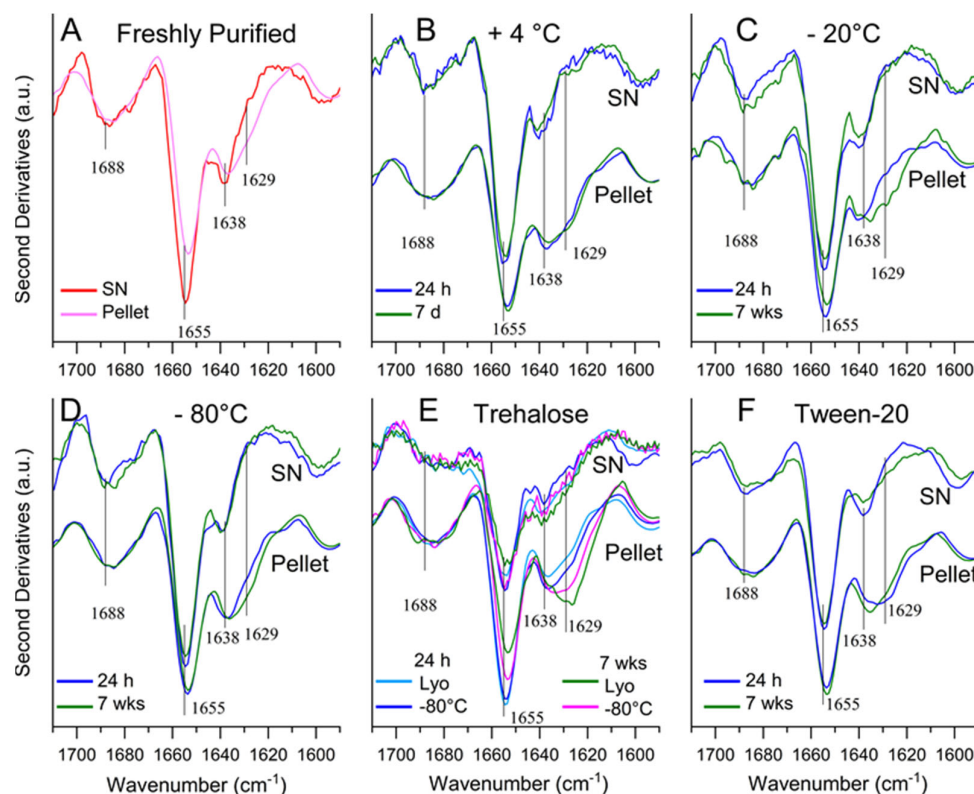 A Freshly Purified
Second Derivatives (a.u.)
1688
1629
1638
SN
Pellet
1655
1700 1680 1660 1640 1620 1600
B + 4 °C
SN
Pellet
1688
1629
1638
24 h
7 d
1655
1700 1680 1660 1640 1620 1600
C - 20°C
SN
Pellet
1688
1638
1629
24 h
7 wks
1655
1700 1680 1660 1640 1620 1600
D - 80°C
Second Derivatives (a.u.)
SN
Pellet
1688
1638
1629
24 h
7 wks
1655
1700 1680 1660 1640 1620 1600
Wavenumber (cm-1)
E Trehalose
SN
Pellet
1688
1638
1629
24 h
Lyo
-80°C
7 wks
Lyo
-80°C
1655
1700 1680 1660 1640 1620 1600
Wavenumber (cm-1)
F Tween-20
SN
Pellet
1688
1638
1629
24 h
7 wks
1655
1700 1680 1660 1640 1620 1600
Wavenumber (cm-1)